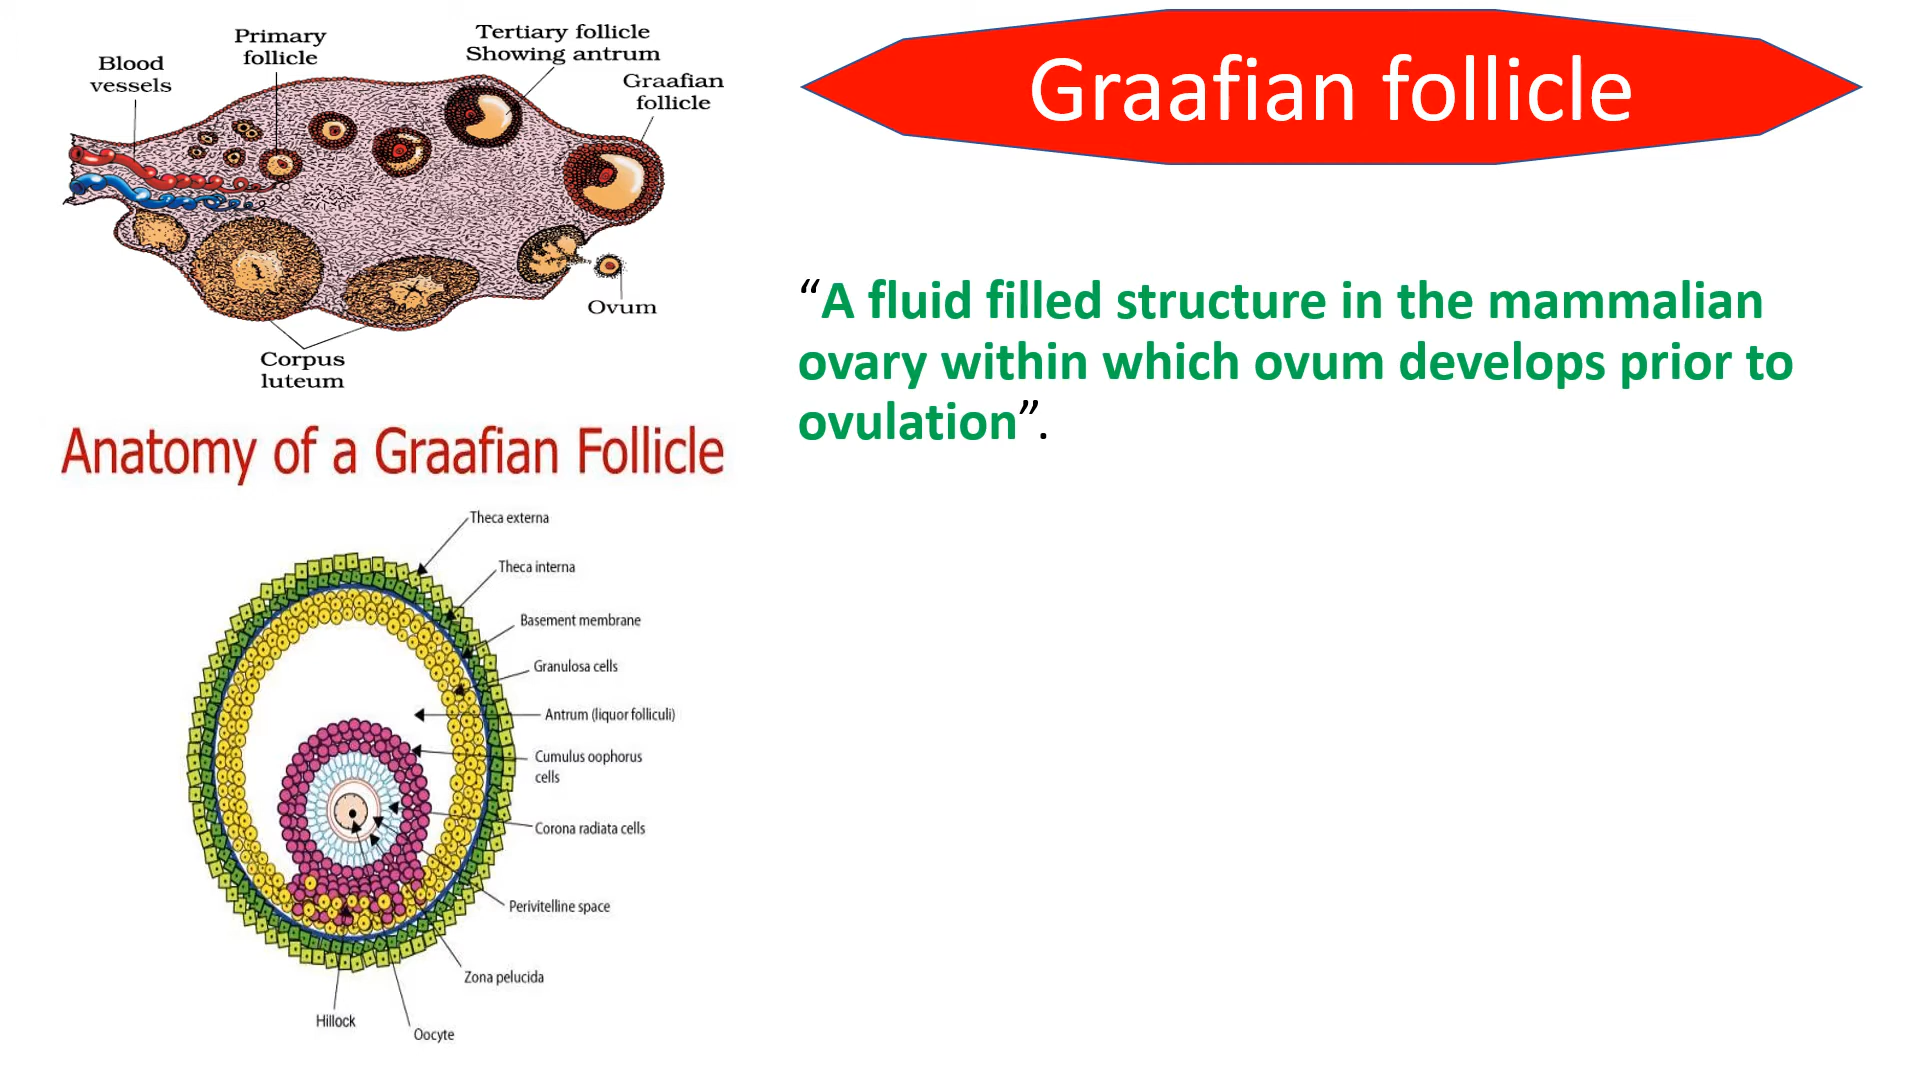 Primary
follicle
Tertiary follicle
Showing antrum
Blood
vessels
Graafian
follicle
Ovum
Corpus
luteum
Graafian follicle
“A fluid filled structure in the mammalian
ovary within which ovum develops prior to
ovulation”.
Anatomy of a Graafian Follicle
Theca externa
Theca interna
Basement membrane
Granulosa cells
Antrum (liquor folliculi)
Cumulus oophorus
cells
Corona radiata cells
Perivitelline space
Zona pelucida
Hillock
Oocyte